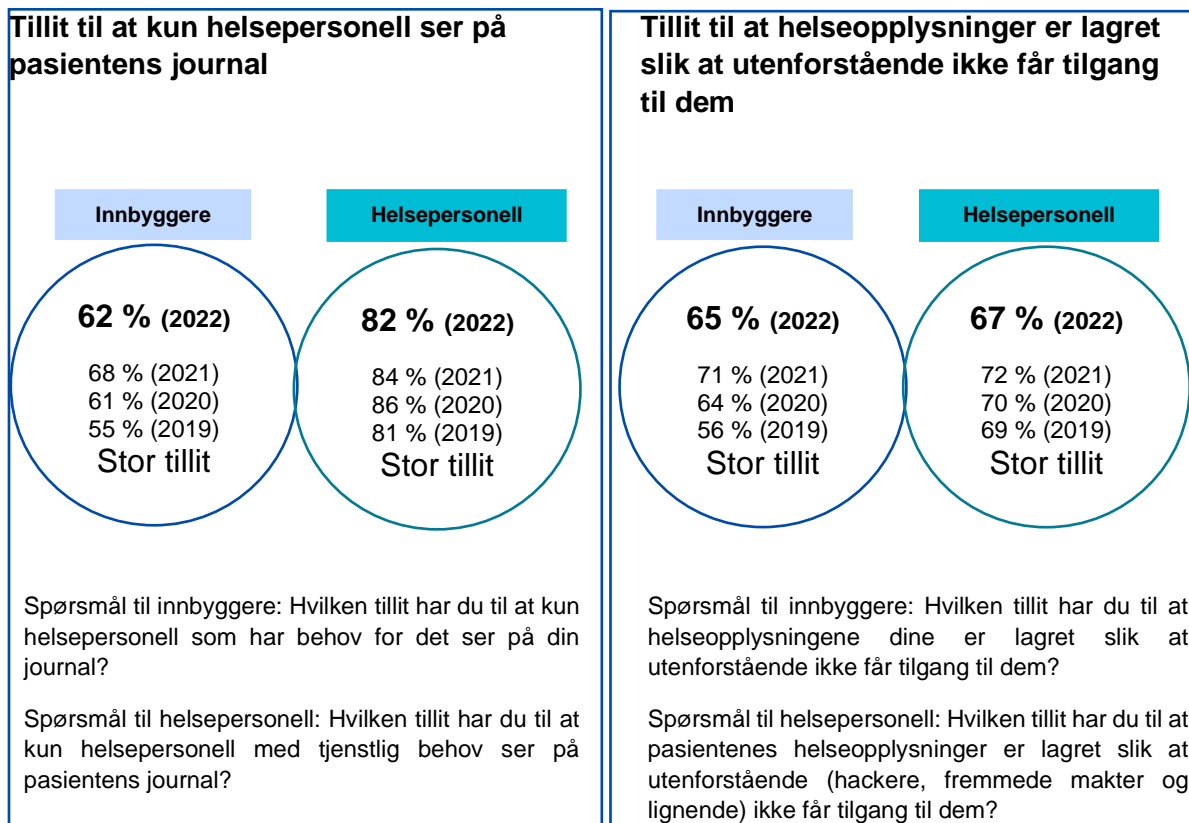 Tillit til at kun helsepersonell ser på
pasientens journal
Innbyggere
Helsepersonell
62 % (2022)
68 % (2021)
61 % (2020)
55 % (2019)
Stor tillit
82 % (2022)
84 % (2021)
86 % (2020)
81 % (2019)
Stor tillit
Spørsmål til innbyggere: Hvilken tillit har du til at kun
helsepersonell som har behov for det ser på din
journal?
Spørsmål til helsepersonell: Hvilken tillit har du til at
kun helsepersonell med tjenstlig behov ser på
pasientens journal?
Tillit til at helseopplysninger er lagret
slik at utenforstående ikke får tilgang
til dem
Innbyggere
Helsepersonell
65 % (2022)
71 % (2021)
64 % (2020)
56 % (2019)
Stor tillit
67 % (2022)
72 % (2021)
70 % (2020)
69 % (2019)
Stor tillit
Spørsmål til innbyggere: Hvilken tillit har du til at
helseopplysningene dine er lagret slik at
utenforstående ikke får tilgang til dem?
Spørsmål til helsepersonell: Hvilken tillit har du til at
pasientenes helseopplysninger er lagret slik at
utenforstående (hackere, fremmede makter og
lignende) ikke får tilgang til dem?